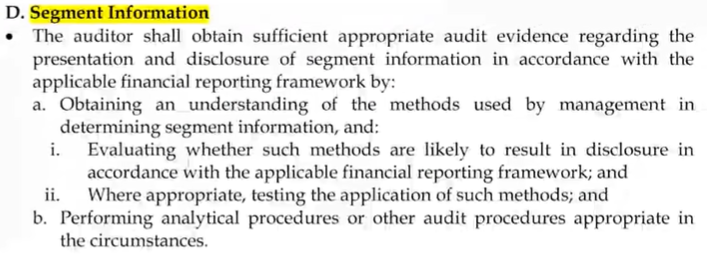 D. Segment Information
• The auditor shall obtain sufficient appropriate audit evidence regarding the
presentation and disclosure of segment information in accordance with the
applicable financial reporting framework by:
a. Obtaining an understanding of the methods used by management in
determining segment information, and:
i. Evaluating whether such methods are likely to result in disclosure in
accordance with the applicable financial reporting framework; and
ii. Where appropriate, testing the application of such methods; and
b. Performing analytical procedures or other audit procedures appropriate in
the circumstances.